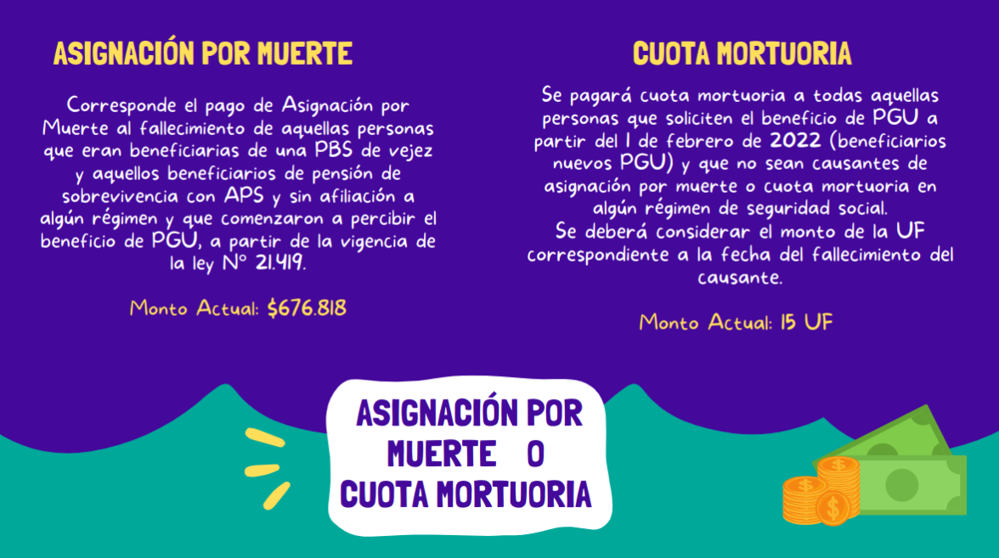 ASIGNACIÓN POR MUERTE
Corresponde el pago de Asignación por
Muerte al fallecimiento de aquellas personas
que eran beneficiarias de una PBS de vejez
y aquellos beneficiarios de pensión de
sobrevivencia con APS y sin afiliación a
algún régimen y que comenzaron a percibir el
beneficio de PGU, a partir de la vigencia de
la ley N° 21.419.
Monto Actual: $676.818
CUOTA MORTUORIA
Se pagará cuota mortuoria a todas aquellas
personas que soliciten el beneficio de PGU a
partir del 1 de febrero de 2022 (beneficiarios
nuevos PGU) y que no sean causantes de
asignación por muerte o cuota mortuoria en
algún régimen de seguridad social.
Se deberá considerar el monto de la UF
correspondiente a la fecha del fallecimiento del
causante.
Monto Actual: 15 UF
ASIGNACIÓN POR
MUERTE O
CUOTA MORTUORIA